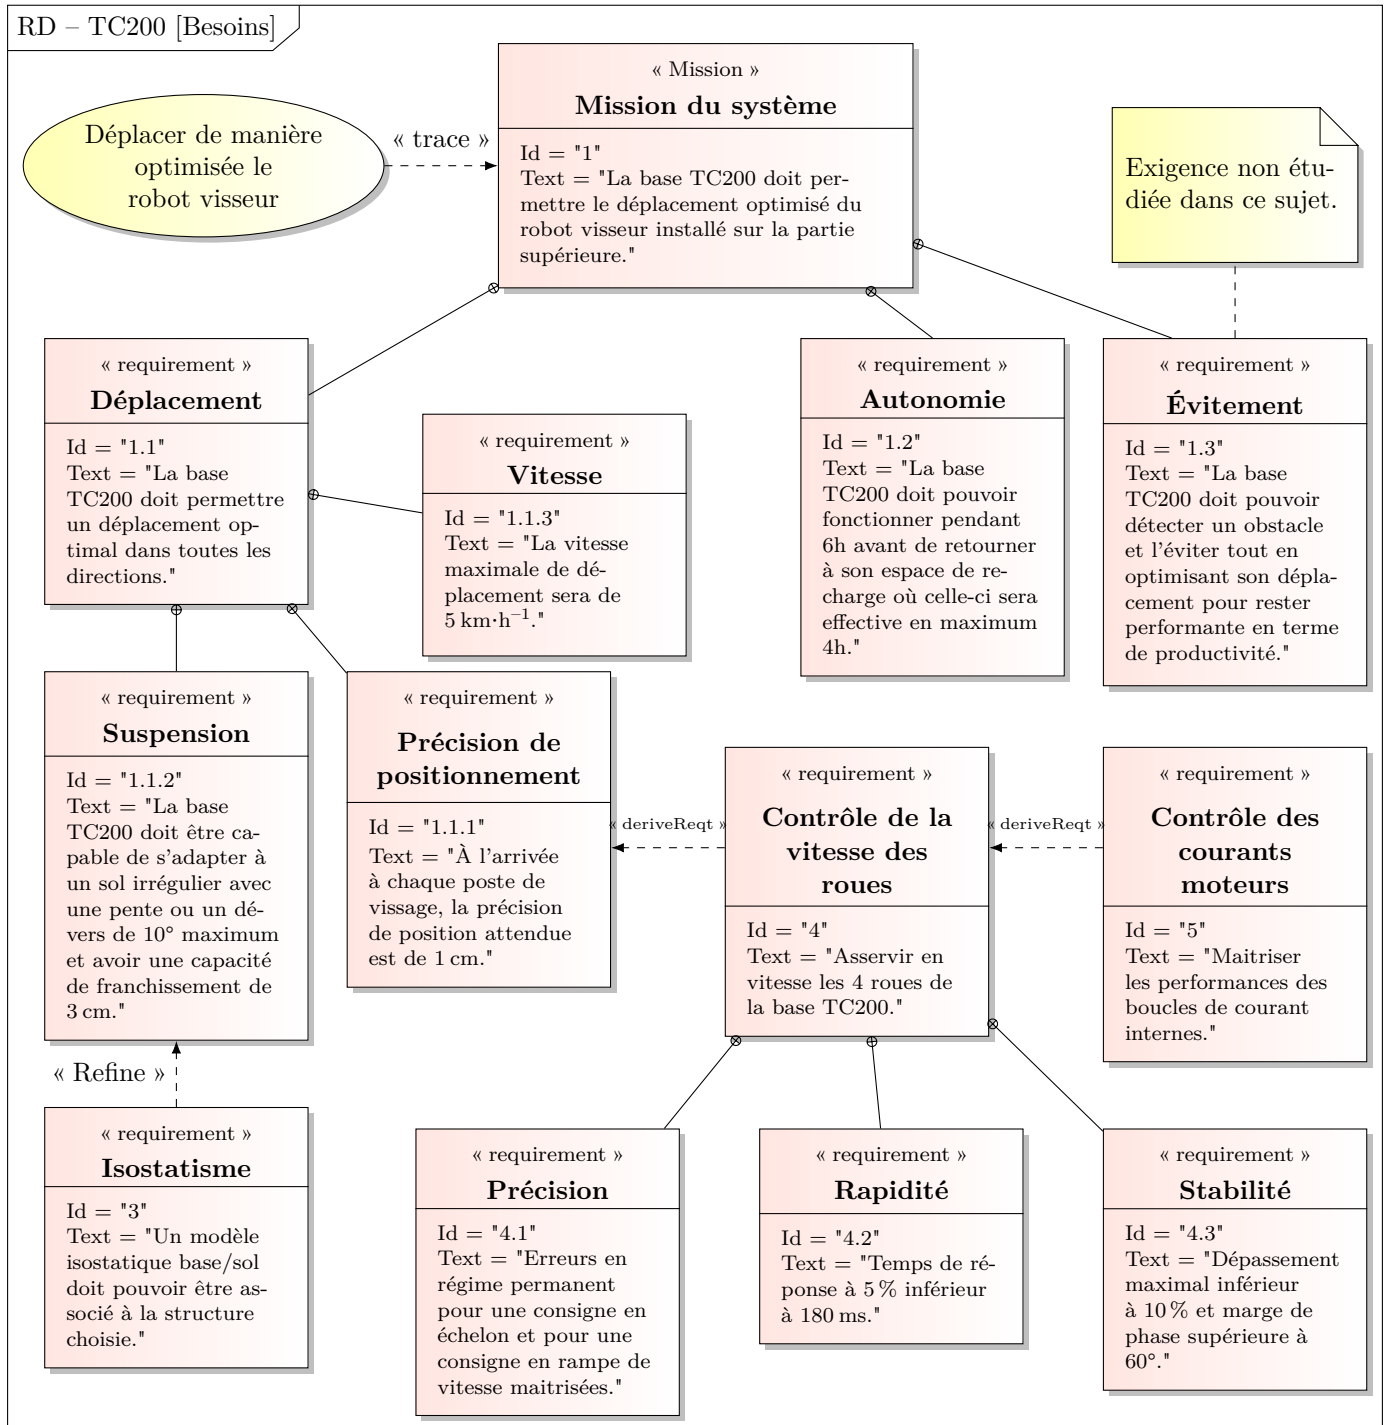 RD – TC200 [Besoins]
« Mission »
Mission du système
Id = "1"
Text = "La base TC200 doit per-
mettre le déplacement optimisé du
robot visseur installé sur la partie
supérieure."
Déplacer de manière
optimisée le
robot visseur
« trace »
Exigence non étu-
diée dans ce sujet.
« requirement »
Déplacement
Id = "1.1"
Text = "La base
TC200 doit permettre
un déplacement op-
timal dans toutes les
directions."
« requirement »
Vitesse
Id = "1.1.3"
Text = "La vitesse
maximale de dé-
placement sera de
5 km·h⁻¹."
« requirement »
Autonomie
Id = "1.2"
Text = "La base
TC200 doit pouvoir
fonctionner pendant
6h avant de retourner
à son espace de re-
charge où celle-ci sera
effective en maximum
4h."
« requirement »
Évitement
Id = "1.3"
Text = "La base
TC200 doit pouvoir
détecter un obstacle
et l'éviter tout en
optimisant son dépla-
cement pour rester
performante en terme
de productivité."
« requirement »
Suspension
Id = "1.1.2"
Text = "La base
TC200 doit être ca-
pable de s'adapter à
un sol irrégulier avec
une pente ou un dé-
vers de 10° maximum
et avoir une capacité
de franchissement de
3 cm."
« requirement »
Précision de
positionnement
Id = "1.1.1"
Text = "À l'arrivée
à chaque poste de
vissage, la précision
de position attendue
est de 1 cm."
« deriveReqt »
« requirement »
Contrôle de la
vitesse des
roues
Id = "4"
Text = "Asservir en
vitesse les 4 roues de
la base TC200."
« deriveReqt »
« requirement »
Contrôle des
courants
moteurs
Id = "5"
Text = "Maitriser
les performances des
boucles de courant
internes."
« Refine »
« requirement »
Isostatisme
Id = "3"
Text = "Un modèle
isostatique base/sol
doit pouvoir être as-
socié à la structure
choisie."
« requirement »
Précision
Id = "4.1"
Text = "Erreurs en
régime permanent
pour une consigne en
échelon et pour une
consigne en rampe de
vitesse maitrisées."
« requirement »
Rapidité
Id = "4.2"
Text = "Temps de ré-
ponse à 5 % inférieur
à 180 ms."
« requirement »
Stabilité
Id = "4.3"
Text = "Dépassement
maximal inférieur
à 10 % et marge de
phase supérieure à
60°."